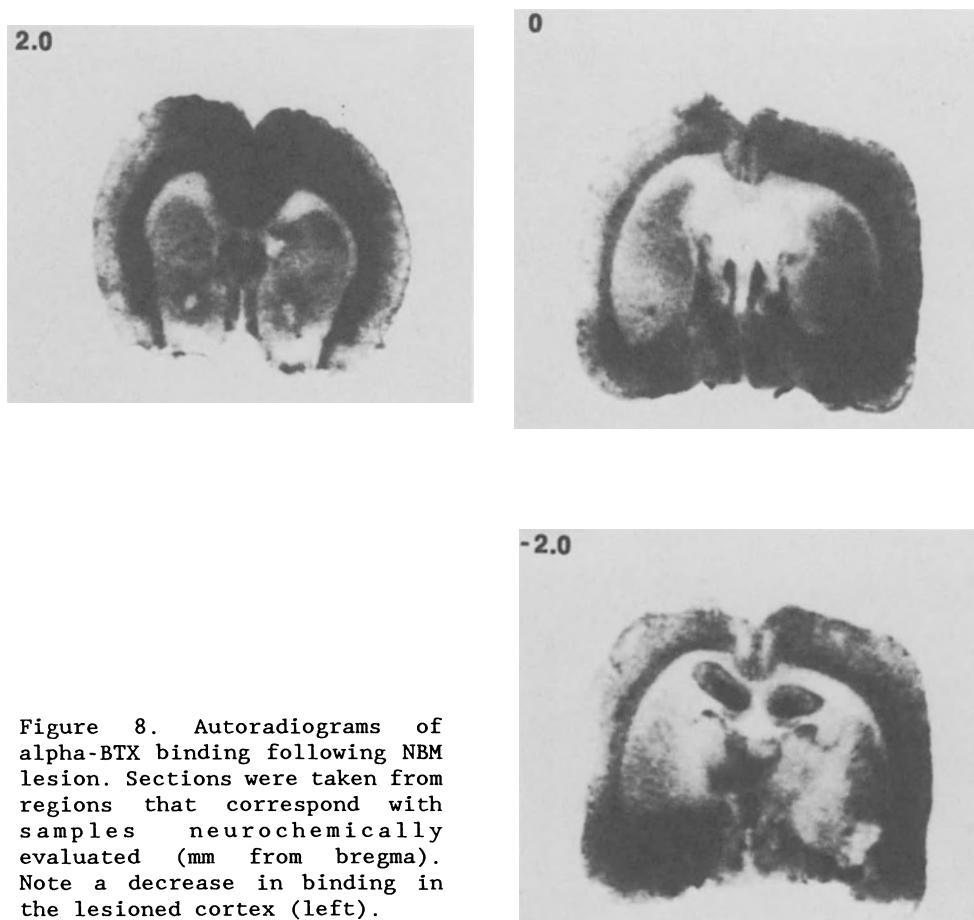 2.0
0
-2.0
Figure 8. Autoradiograms of
alpha-BTX binding following NBM
lesion. Sections were taken from
regions that correspond with
samples neurochemically
evaluated (mm from bregma).
Note a decrease in binding in
the lesioned cortex (left).